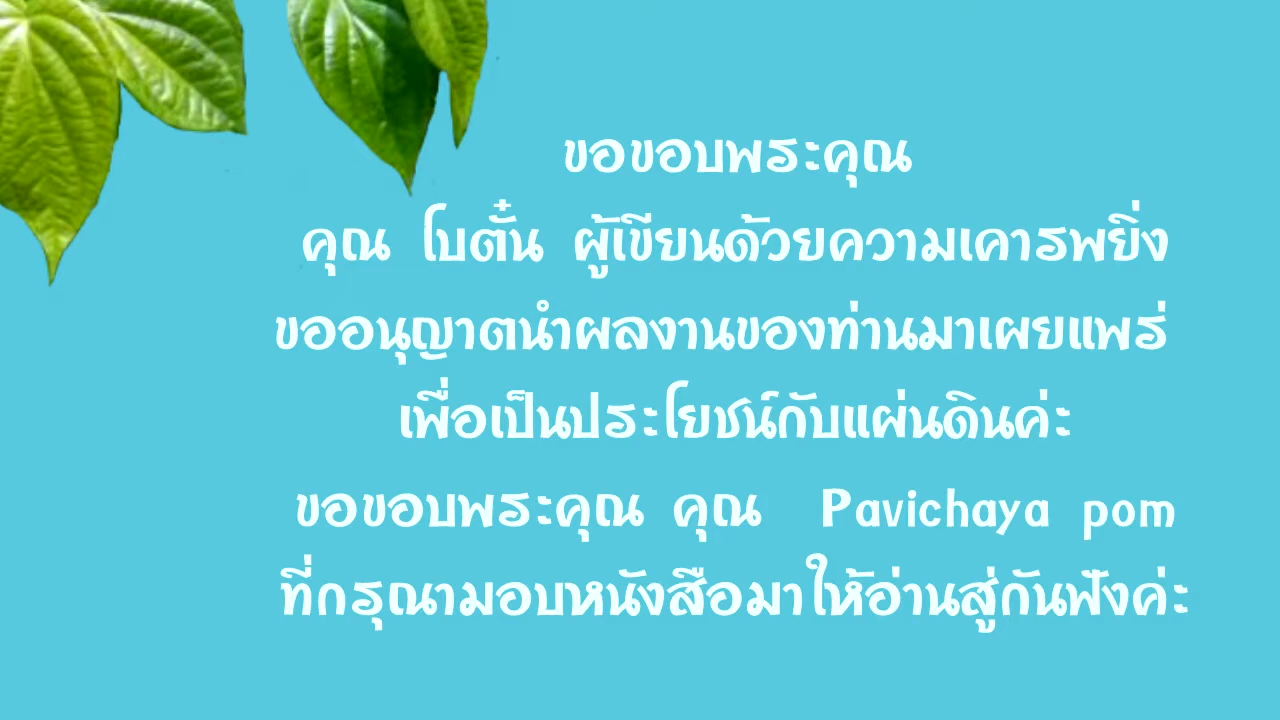 ขอขอบพระคุณ
คุณ โบตั๋น ผู้เขียนด้วยความเคารพยิ่ง
ขออนุญาตนำผลงานของท่านมาเผยแพร่
เพื่อเป็นประโยชน์กับแผ่นดินค่ะ
ขอขอบพระคุณ คุณ Pavichaya pom
ที่กรุณามอบหนังสือมาให้อ่านสู่กันฟังค่ะ